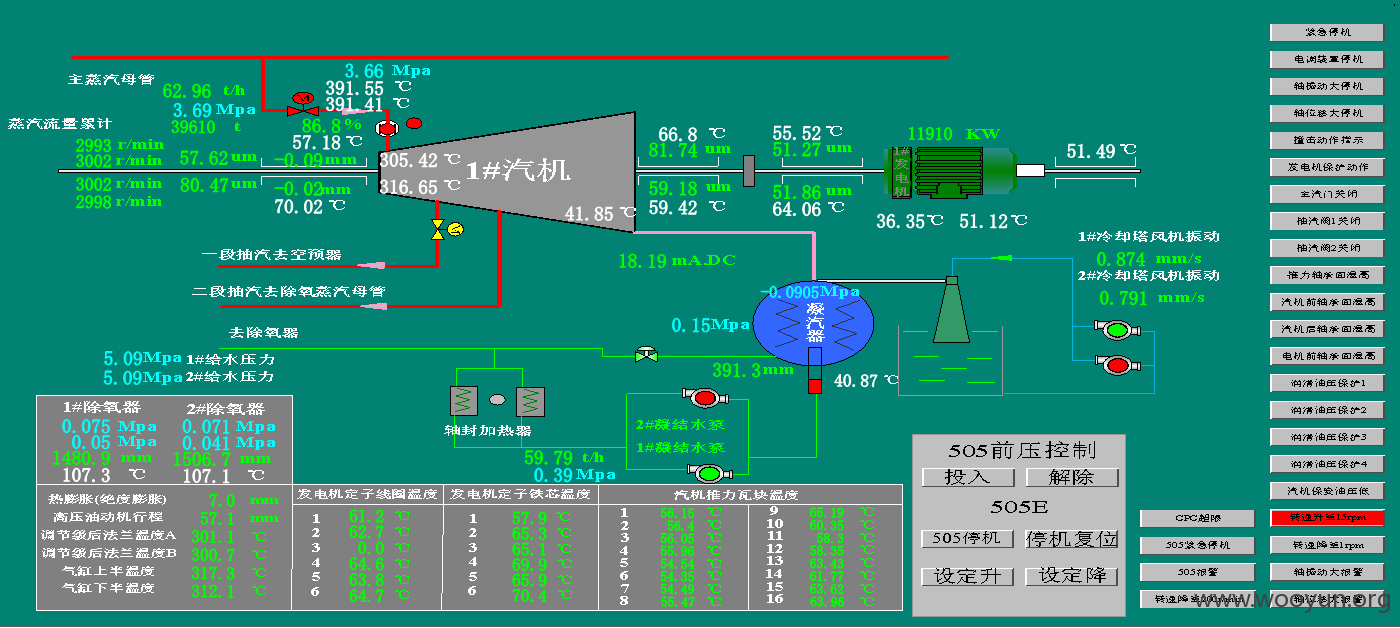 紧急停机
电调装置停机
轴振动大停机
轴位移大停机
撞击动作指示
发电机保护动作
主汽门关闭
抽汽阀1关闭
抽汽阀2关闭
推力轴承回温高
汽机前轴承回温高
汽机后轴承回温高
电机前轴承回温高
润滑油压保护1
润滑油压保护2
润滑油压保护3
润滑油压保护4
汽机保安油压低
转速升至15rpm
转速降至1rpm
轴振动大报警
轴位移大报警
主蒸汽母管
62.96 t/h
3.69 Mpa
蒸汽流量累计
39610 t
3.66 Mpa
391.55 ℃
391.41 ℃
86.8 %
57.18 ℃
2993 r/min
3002 r/min
57.62 um
-0.09mm
3002 r/min
2998 r/min
80.47 um
-0.02mm
70.02 ℃
305.42 ℃
316.65 ℃
1#汽机
41.85 ℃
66.8 ℃
81.74 um
59.18 um
59.42 ℃
55.52 ℃
51.27 um
51.86 um
64.06 ℃
11910 KW
1#发电机
36.35℃ 51.12℃
51.49 ℃
一段抽汽去空预器
二段抽汽去除氧蒸汽母管
18.19 mA.DC
1#冷却塔风机振动
0.874 mm/s
2#冷却塔风机振动
0.791 mm/s
-0.0905Mpa
凝汽器
0.15Mpa
391.3mm
40.87 ℃
去除氧器
5.09Mpa 1#给水压力
5.09Mpa 2#给水压力
轴封加热器
2#凝结水泵
1#凝结水泵
59.79 t/h
0.39 Mpa
1#除氧器 2#除氧器
0.075 Mpa 0.071 Mpa
0.05 Mpa 0.041 Mpa
1480.9 mm 1506.7 mm
107.3 ℃ 107.1 ℃
热膨胀(绝度膨胀) 7.0 mm
高压油动机行程 57.1 mm
调节级后法兰温度A 301.1 ℃
调节级后法兰温度B 300.7 ℃
气缸上半温度 317.3 ℃
气缸下半温度 312.1 ℃
发电机定子线圈温度
1 61.2 ℃
2 62.7 ℃
3 0.0 ℃
4 64.6 ℃
5 63.8 ℃
6 64.7 ℃
发电机定子铁芯温度
1 57.9 ℃
2 65.3 ℃
3 65.1 ℃
4 69.9 ℃
5 65.9 ℃
6 70.4 ℃
汽机推力瓦块温度
1 56.15 ℃
2 56.4 ℃
3 56.05 ℃
4 55.96 ℃
5 54.54 ℃
6 54.35 ℃
7 54.49 ℃
8 55.47 ℃
9 65.19 ℃
10 60.35 ℃
11 58.3 ℃
12 58.35 ℃
13 63.43 ℃
14 61.77 ℃
15 63.62 ℃
16 63.96 ℃
505前压控制
投入 解除
505E
505停机 停机复位
设定升 设定降
CPC超限
505紧急停机
505报警
www.wooyun.org